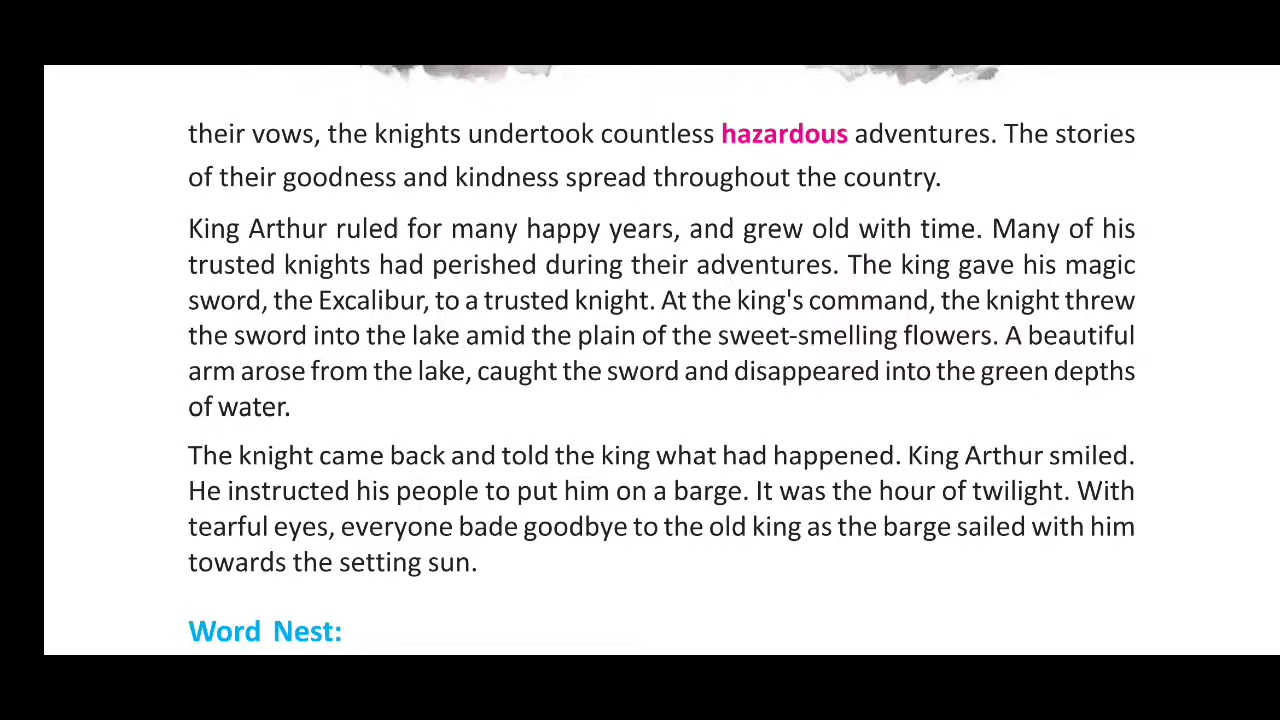 their vows, the knights undertook countless hazardous adventures. The stories
of their goodness and kindness spread throughout the country.
King Arthur ruled for many happy years, and grew old with time. Many of his
trusted knights had perished during their adventures. The king gave his magic
sword, the Excalibur, to a trusted knight. At the king's command, the knight threw
the sword into the lake amid the plain of the sweet-smelling flowers. A beautiful
arm arose from the lake, caught the sword and disappeared into the green depths
of water.
The knight came back and told the king what had happened. King Arthur smiled.
He instructed his people to put him on a barge. It was the hour of twilight. With
tearful eyes, everyone bade goodbye to the old king as the barge sailed with him
towards the setting sun.
Word Nest: